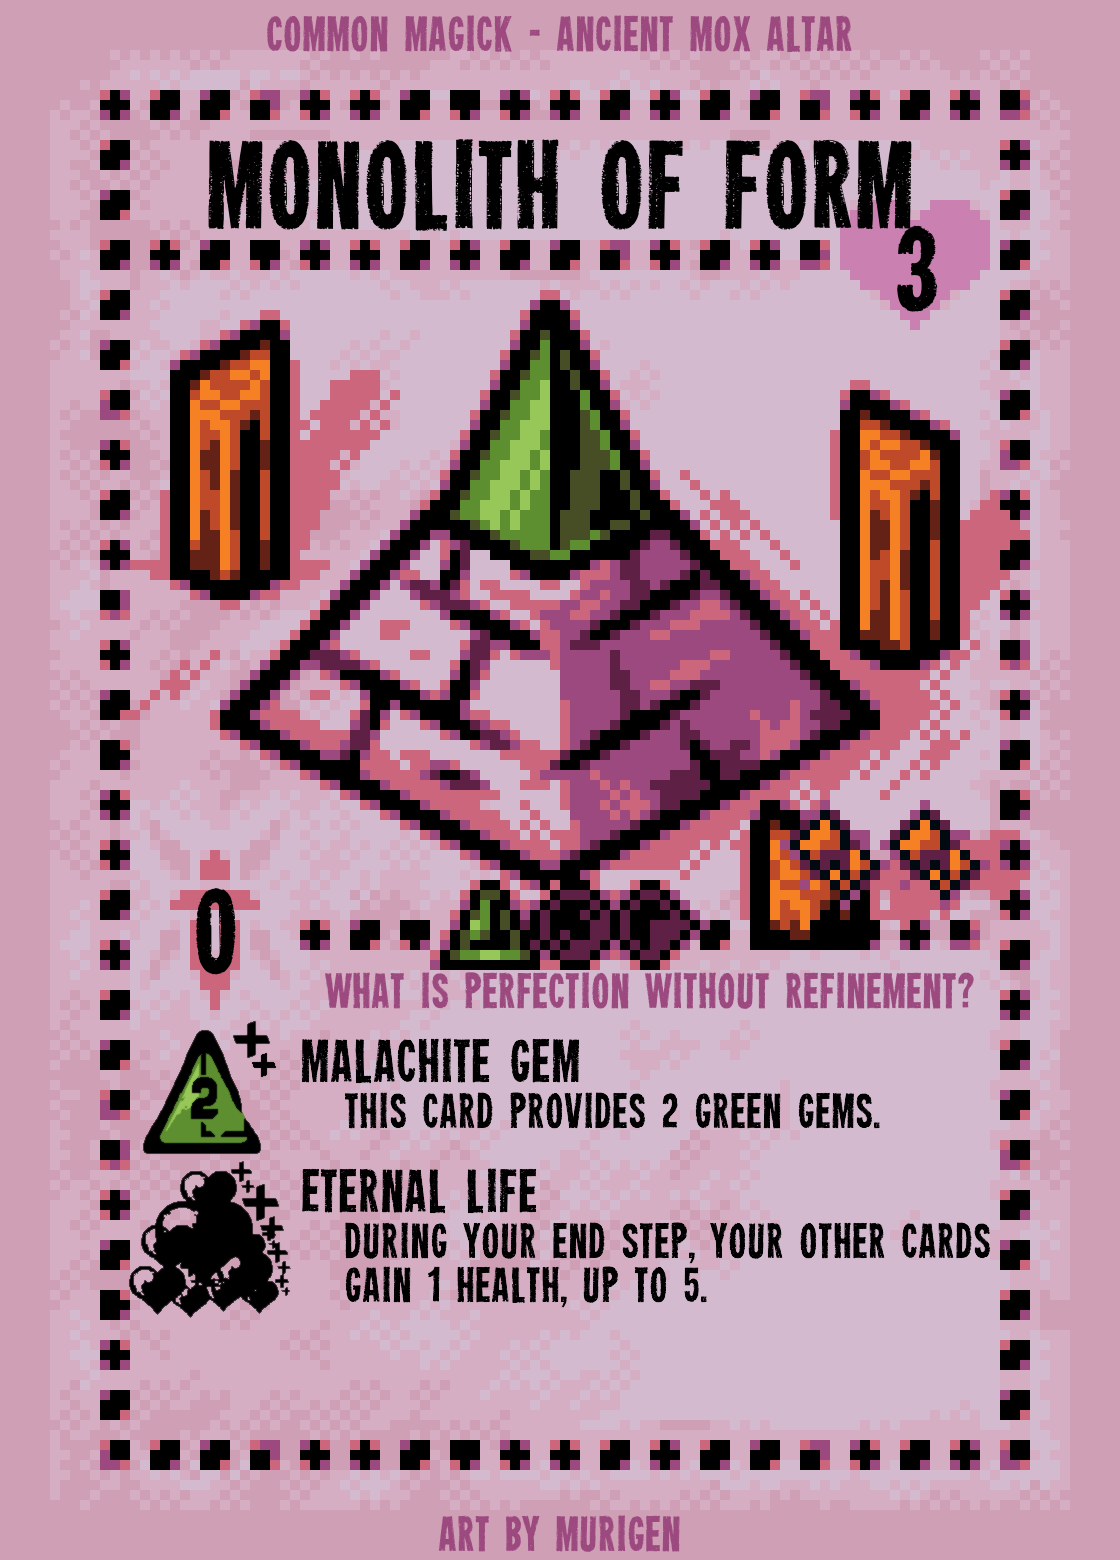 COMMON MAGICK - ANCIENT MOX ALTAR
MONOLITH OF FORM
3
0
WHAT IS PERFECTION WITHOUT REFINEMENT?
2
MALACHITE GEM
THIS CARD PROVIDES 2 GREEN GEMS.
ETERNAL LIFE
DURING YOUR END STEP, YOUR OTHER CARDS
GAIN 1 HEALTH, UP TO 5.
ART BY MURIGEN